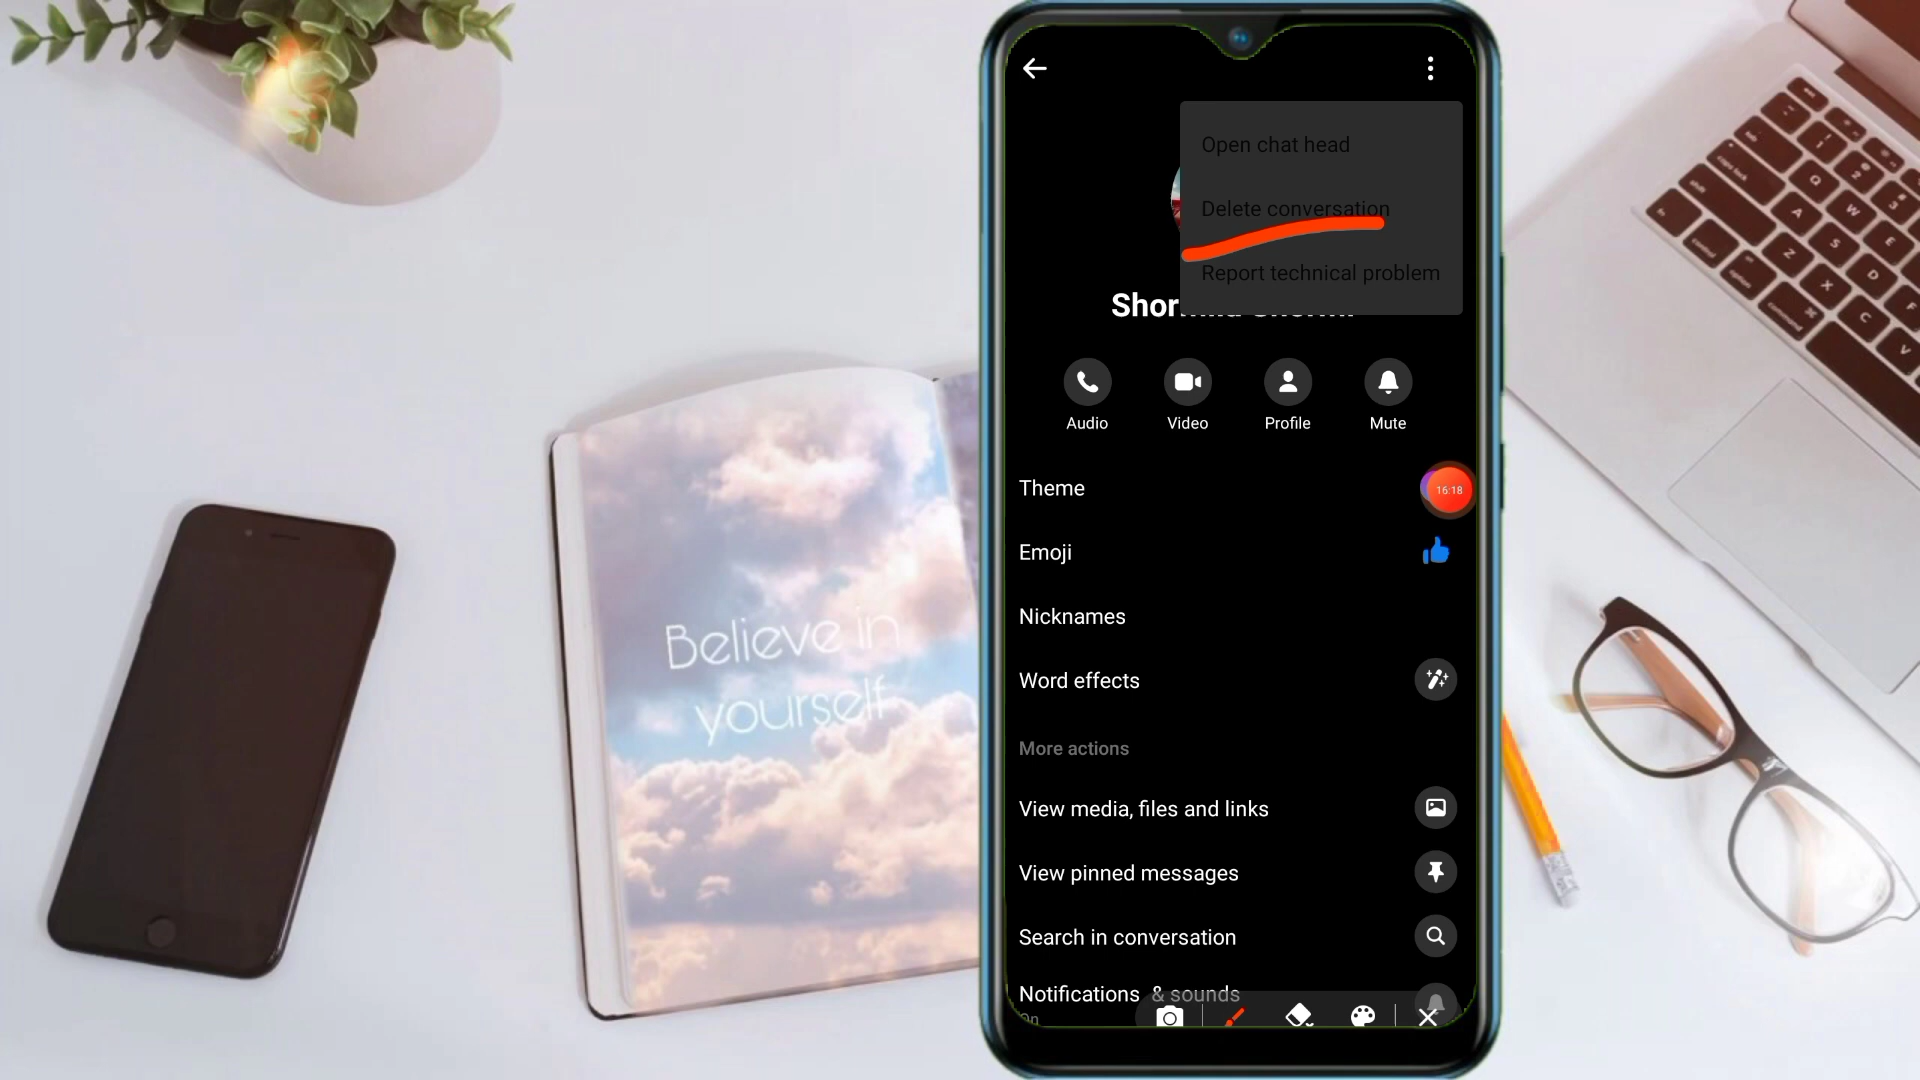 Believe in
yourself
Open chat head
Delete conversation
Report technical problem
Audio
Video
Profile
Mute
Theme
16:18
Emoji
Nicknames
Word effects
More actions
View media, files and links
View pinned messages
Search in conversation
Notifications & sounds
On